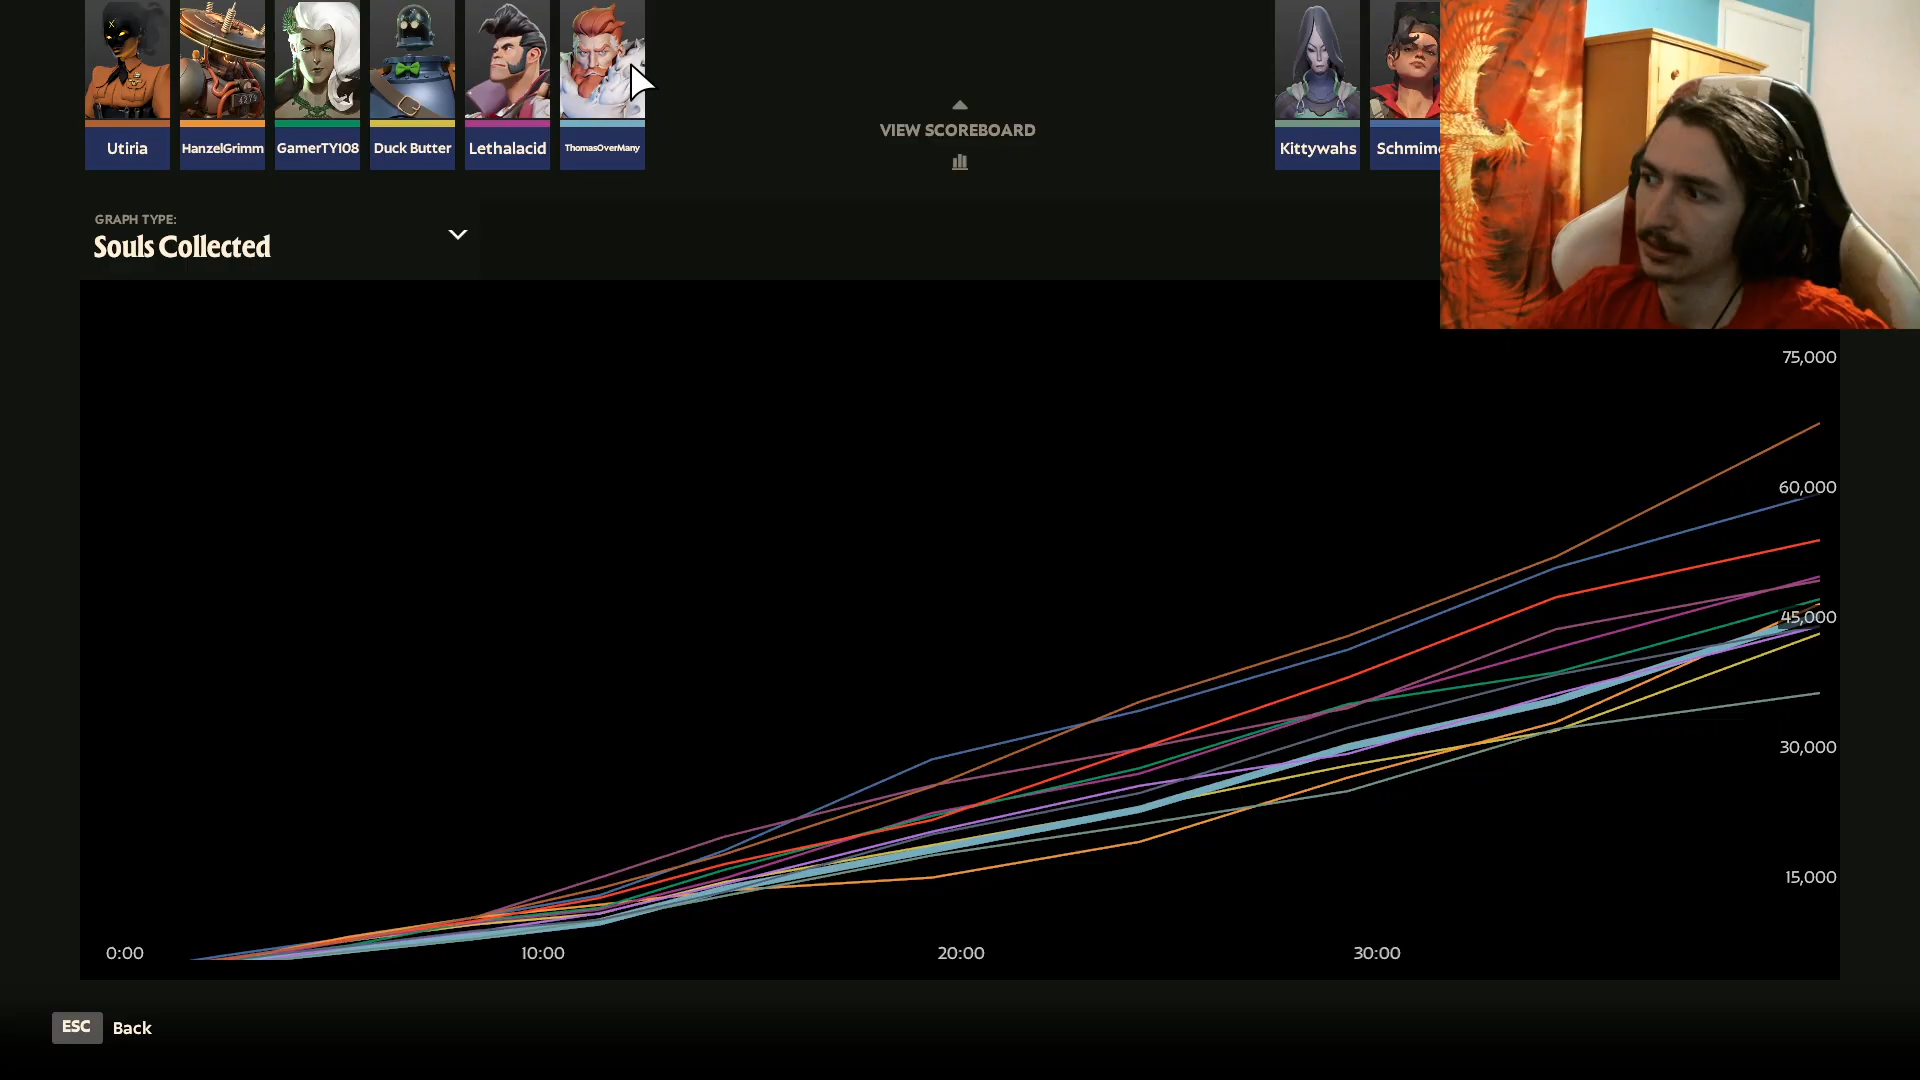 Utiria
HanzelGrimm
GamerTY108
Duck Butter
Lethalacid
ThomasOverMany
VIEW SCOREBOARD
Kittywahs
GRAPH TYPE:
Souls Collected
75,000
60,000
45,000
30,000
15,000
0:00
10:00
20:00
30:00
ESC
Back